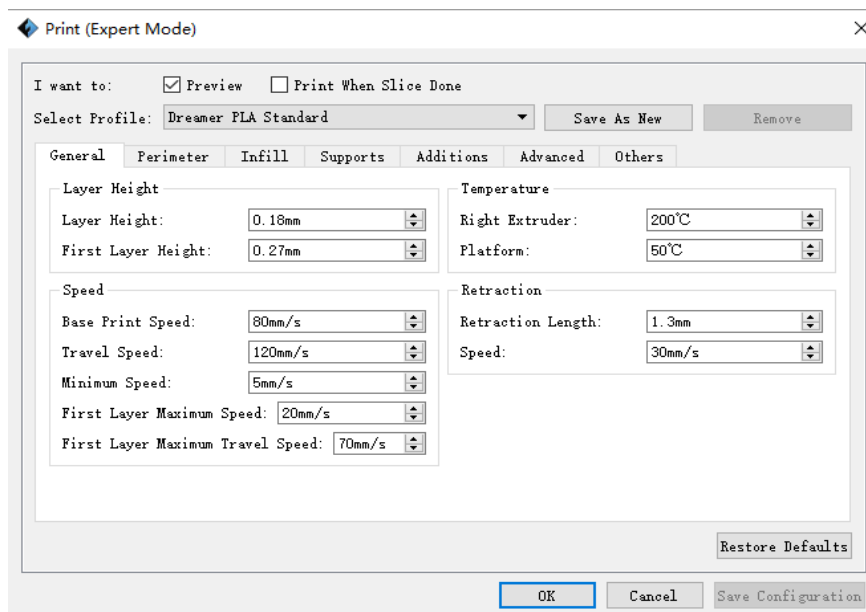 Print (Expert Mode)
I want to: Preview Print When Slice Done
Select Profile: Dreamer PLA Standard Save As New Remove
General Perimeter Infill Supports Additions Advanced Others
Layer Height
Layer Height: 0.18mm
First Layer Height: 0.27mm
Speed
Base Print Speed: 80mm/s
Travel Speed: 120mm/s
Minimum Speed: 5mm/s
First Layer Maximum Speed: 20mm/s
First Layer Maximum Travel Speed: 70mm/s
Temperature
Right Extruder: 200℃
Platform: 50℃
Retraction
Retraction Length: 1.3mm
Speed: 30mm/s
Restore Defaults
OK Cancel Save Configuration